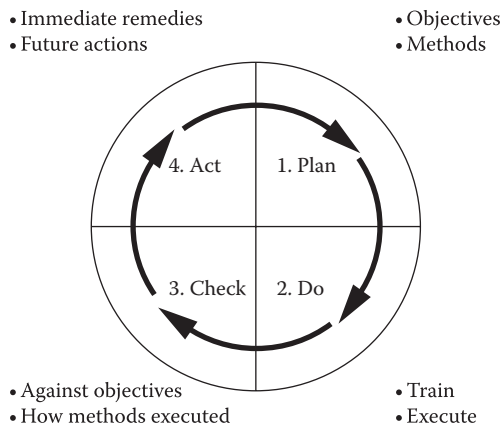 • Immediate remedies
• Future actions
• Objectives
• Methods
4. Act
1. Plan
3. Check
2. Do
• Against objectives
• How methods executed
• Train
• Execute